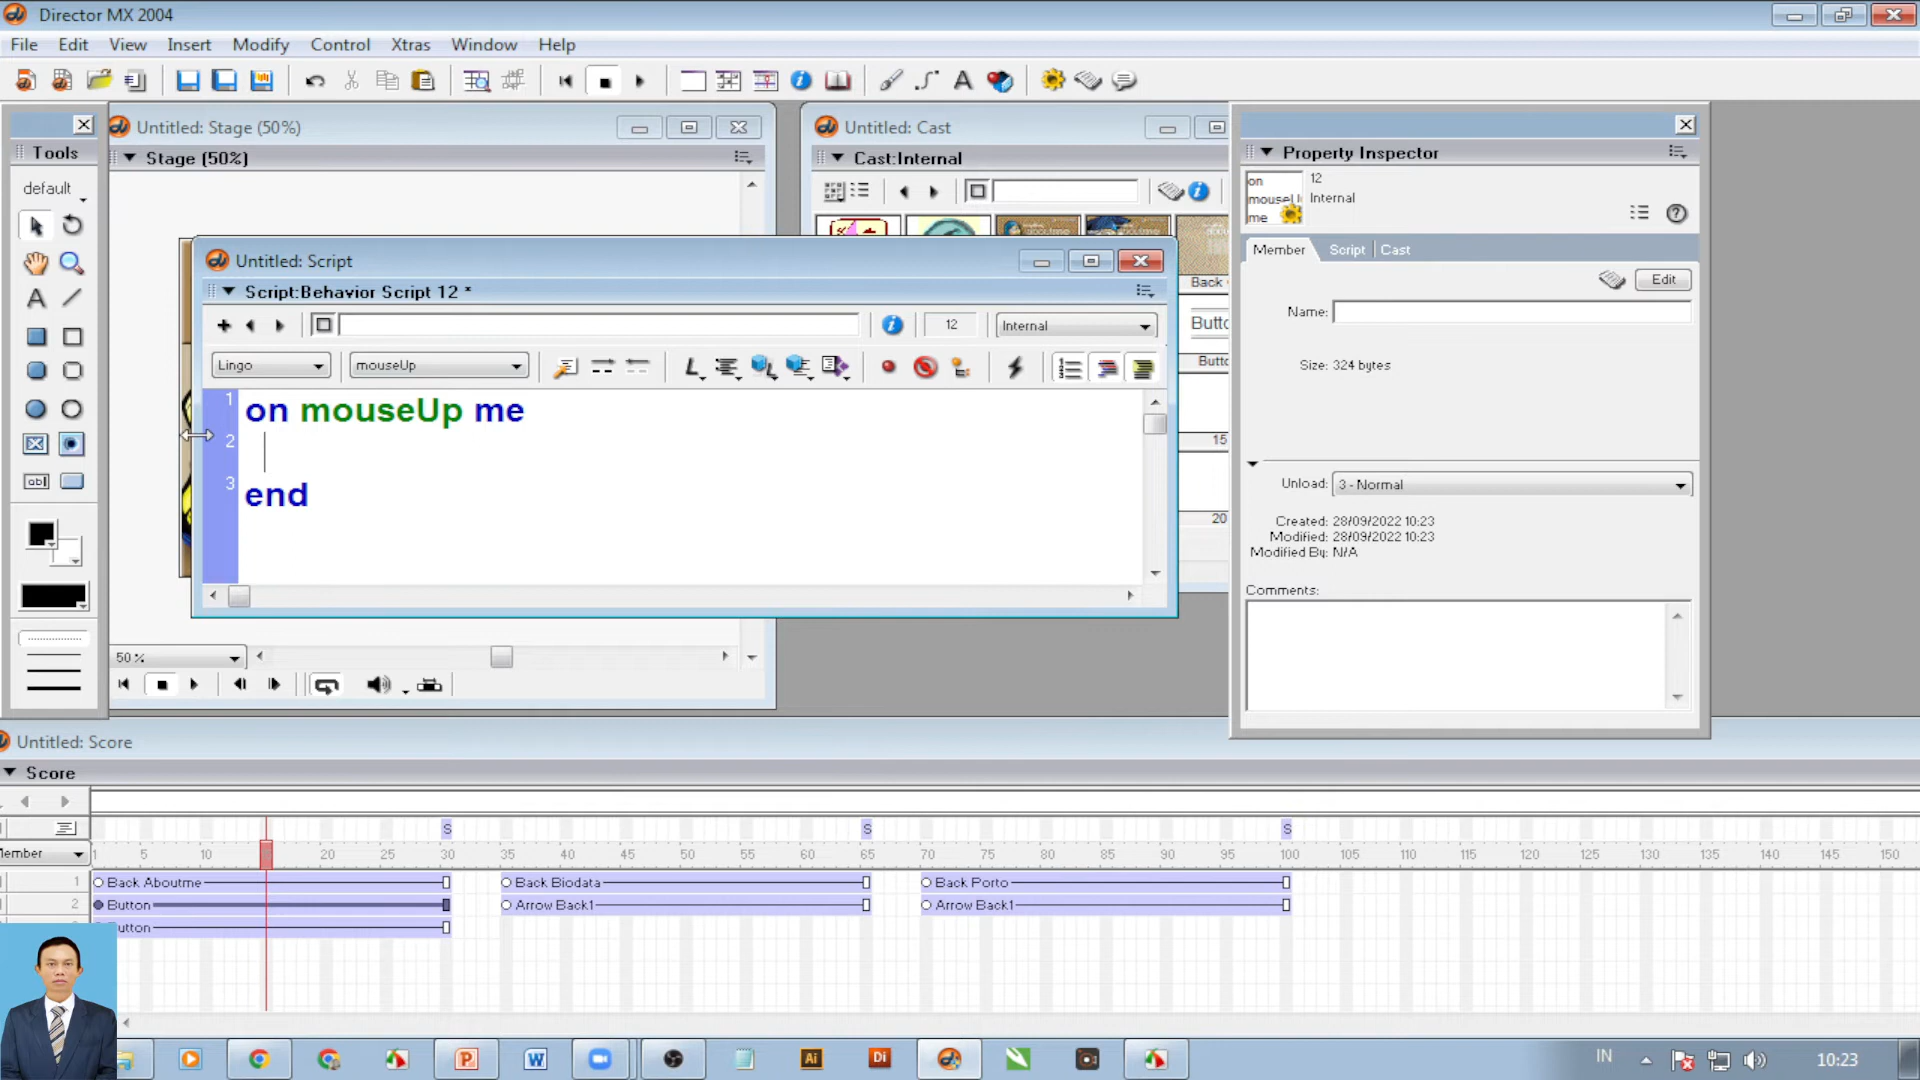 Director MX 2004
File Edit View Insert Modify Control Xtras Window Help
Untitled: Stage (50%)
Untitled: Cast
Tools
Stage (50%)
Cast:Internal
Property Inspector
default
on
me
12
Internal
Untitled: Script
Member Script Cast
Script:Behavior Script 12 *
Edit
Name:
12 Internal
Lingo mouseUp
Size: 324 bytes
1 on mouseUp me
2
3 end
15
20
Unload: 3 - Normal
Created: 28/09/2022 10:23
Modified: 28/09/2022 10:23
Modified By: N/A
Comments:
50%
Untitled: Score
Score
S S S
1 5 10 20 25 30 35 40 45 50 55 60 65 70 75 80 85 90 95 100 105 110 115 120 125 130 135 140 145 150
1 Back Aboutme Back Biodata Back Porto
2 Button Arrow Back1 Arrow Back1
IN 10:23